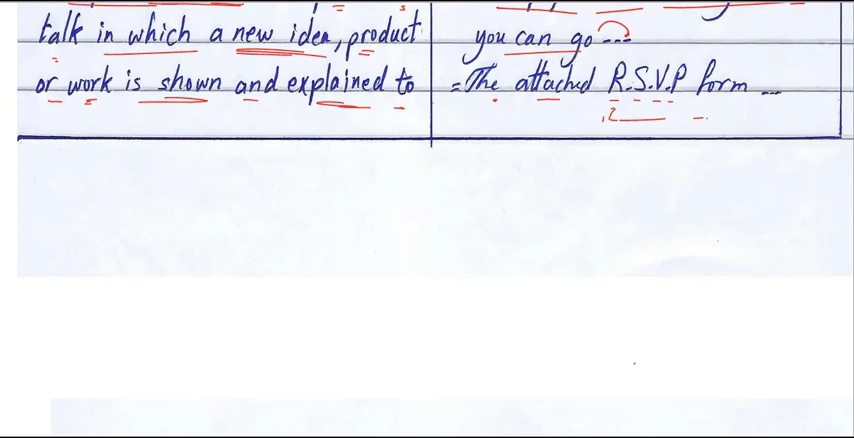 talk in which a new idea, product
or work is shown and explained to
you can go ---
=The attached R.S.V.P form ---